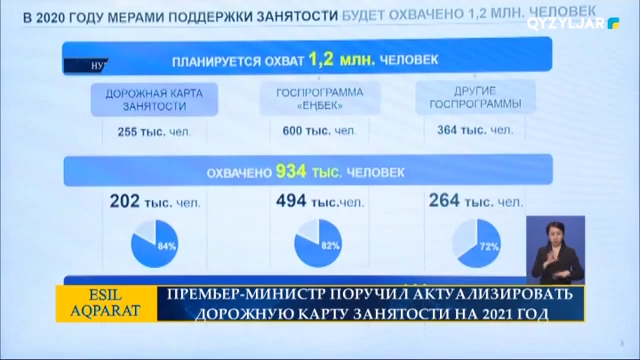 В 2020 ГОДУ МЕРАМИ ПОДДЕРЖКИ ЗАНЯТОСТИ БУДЕТ ОХВАЧЕНО 1,2 МЛН. ЧЕЛОВЕК
QYZYLJAR
НУ
ПЛАНИРУЕТСЯ ОХВАТ 1,2 МЛН. ЧЕЛОВЕК
ДОРОЖНАЯ КАРТА
ЗАНЯТОСТИ
255 тыс. чел.
ГОСПРОГРАММА
«ЕҢБЕК»
600 тыс. чел.
ДРУГИЕ
ГОСПРОГРАММЫ
364 тыс. чел.
ОХВАЧЕНО 934 ТЫС. ЧЕЛОВЕК
202 тыс. чел.
494 тыс.чел.
264 тыс. чел.
84%
82%
72%
ESIL
AQPARAT
ПРЕМЬЕР-МИНИСТР ПОРУЧИЛ АКТУАЛИЗИРОВАТЬ
ДОРОЖНУЮ КАРТУ ЗАНЯТОСТИ НА 2021 ГОД